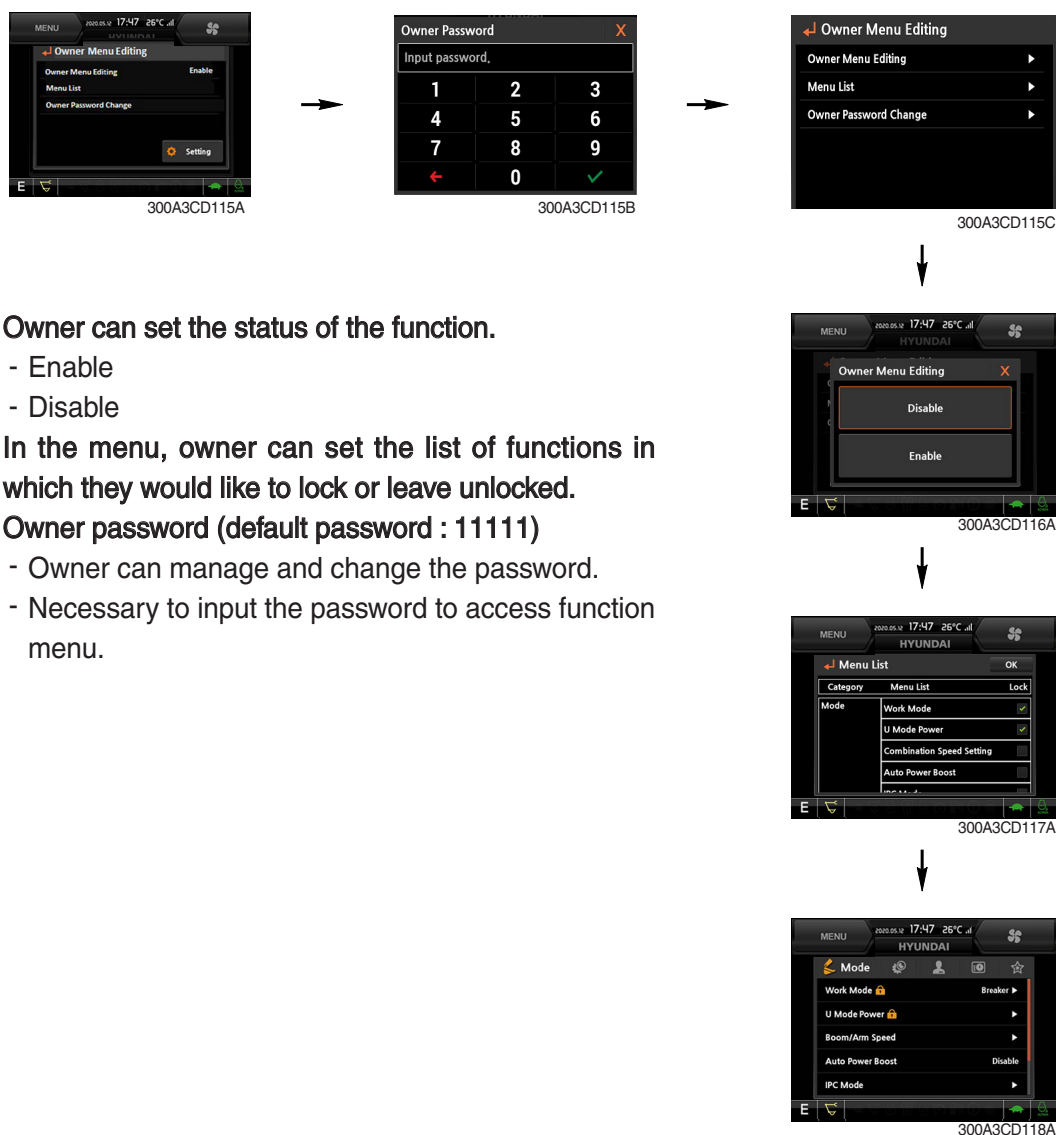 MENU 2020.05.12 17:47 26°C
HYUNDAI
Owner Menu Editing
Owner Menu Editing Enable
Menu List
Owner Password Change
Setting
E
300A3CD115A
Owner Password X
Input password.
1 2 3
4 5 6
7 8 9
0
300A3CD115B
Owner Menu Editing
Owner Menu Editing
Menu List
Owner Password Change
300A3CD115C
Owner can set the status of the function.
- Enable
- Disable
In the menu, owner can set the list of functions in
which they would like to lock or leave unlocked.
Owner password (default password : 11111)
- Owner can manage and change the password.
- Necessary to input the password to access function
menu.
MENU 2020.05.12 17:47 26°C
HYUNDAI
Owner Menu Editing X
Disable
Enable
E
300A3CD116A
MENU 2020.05.12 17:47 26°C
HYUNDAI
Menu List OK
Category Menu List Lock
Mode Work Mode
U Mode Power
Combination Speed Setting
Auto Power Boost
IPC Mode
E
300A3CD117A
MENU 2020.05.12 17:47 26°C
HYUNDAI
Mode
Work Mode Breaker
U Mode Power
Boom/Arm Speed
Auto Power Boost Disable
IPC Mode
E
300A3CD118A